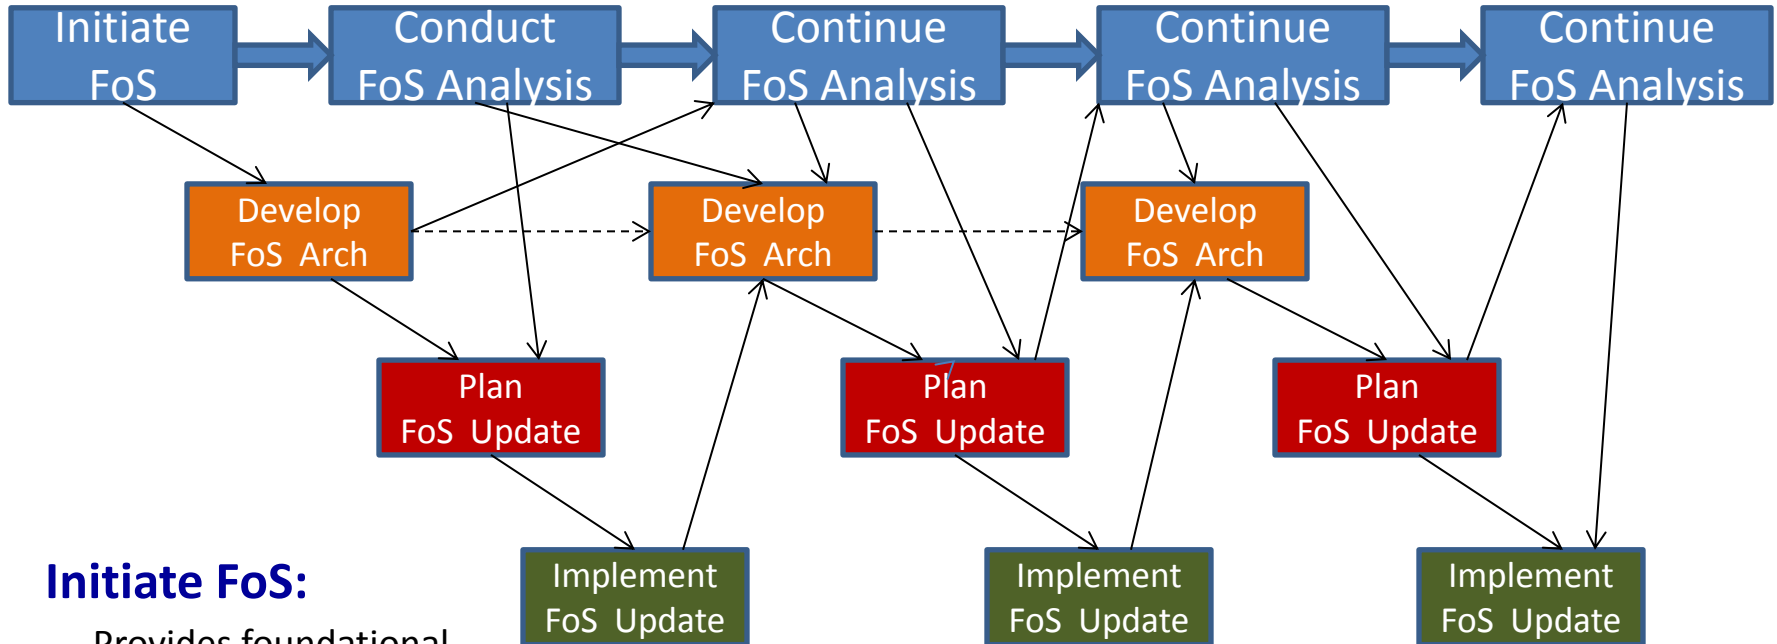 Initiate
FoS
Conduct
FoS Analysis
Continue
FoS Analysis
Continue
FoS Analysis
Continue
FoS Analysis
Develop
FoS Arch
Develop
FoS Arch
Develop
FoS Arch
Plan
FoS Update
Plan
FoS Update
Plan
FoS Update
Implement
FoS Update
Implement
FoS Update
Implement
FoS Update
Initiate FoS:
Provides foundational